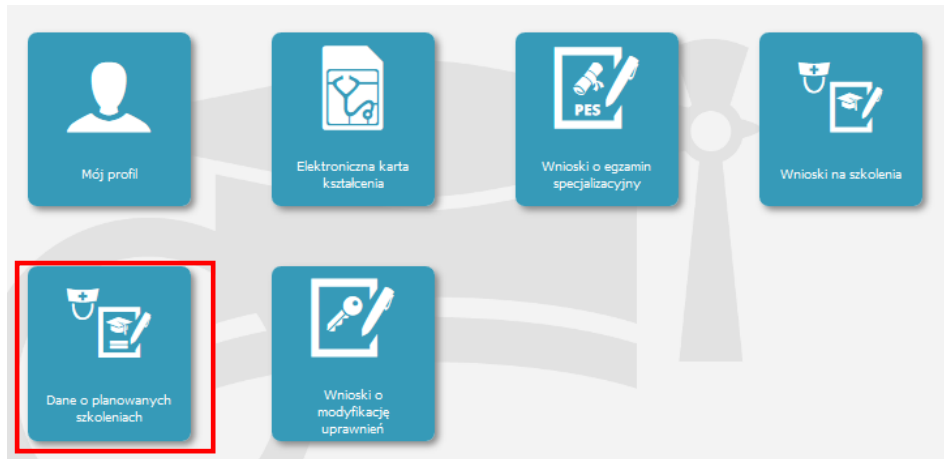 Mój profil
Elektroniczna karta
kształcenia
PES
Wnioski o egzamin
specjalizacyjny
Wnioski na szkolenia
Dane o planowanych
szkoleniach
Wnioski o
modyfikację
uprawnień